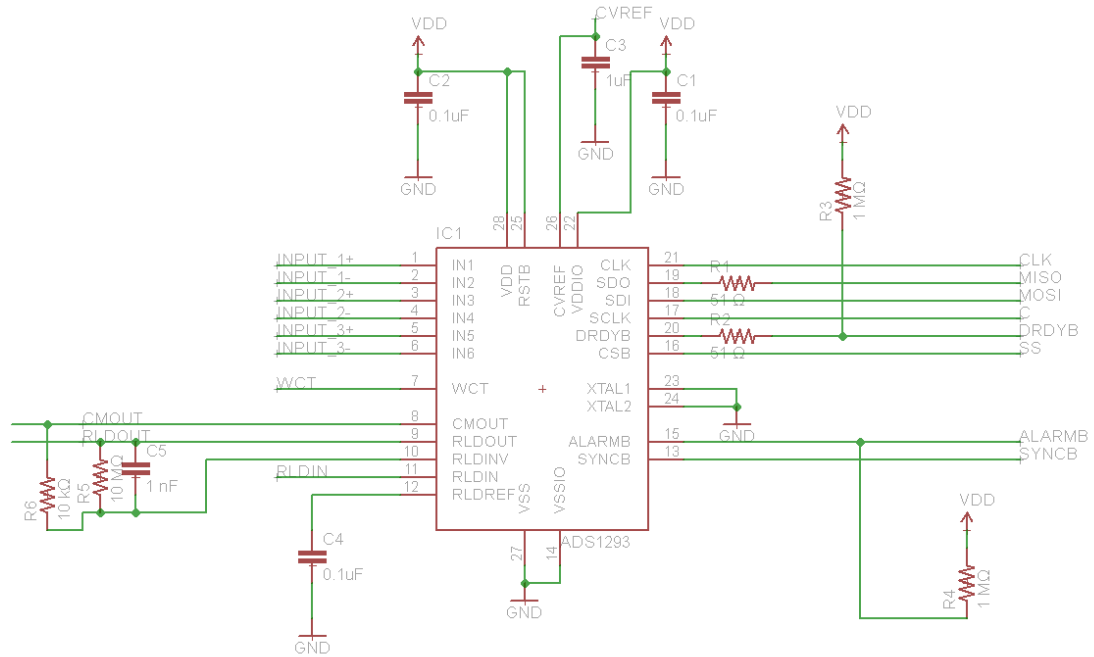 CVREF
VDD
VDD
C3
1uF
C2
0.1uF
C1
0.1uF
VDD
GND
GND
GND
R3
1 MΩ
28
25
26
22
IC1
VDD
RSTB
CVREF
VDDIO
INPUT_1+ 1 IN1 CLK 21 CLK
R1
INPUT_1- 2 IN2 SDO 19 MISO
INPUT_2+ 3 IN3 SDI 18 51 Ω MOSI
INPUT_2- 4 IN4 SCLK 17 C
R2
INPUT_3+ 5 IN5 DRDYB 20 DRDYB
INPUT_3- 6 IN6 CSB 16 51 Ω SS
WCT 7 WCT XTAL1 23
XTAL2 24
CMOUT 8 CMOUT
GND
RLDOUT 9 RLDOUT ALARMB 15 ALARMB
C5
10 RLDINV SYNCB 13 SYNCB
RLDIN 11 RLDIN
12 RLDREF
R6
10 kΩ
R5
10 MΩ
1 nF
VSS
VSSIO
27
14
ADS1293
VDD
C4
0.1uF
R4
1 MΩ
GND
GND